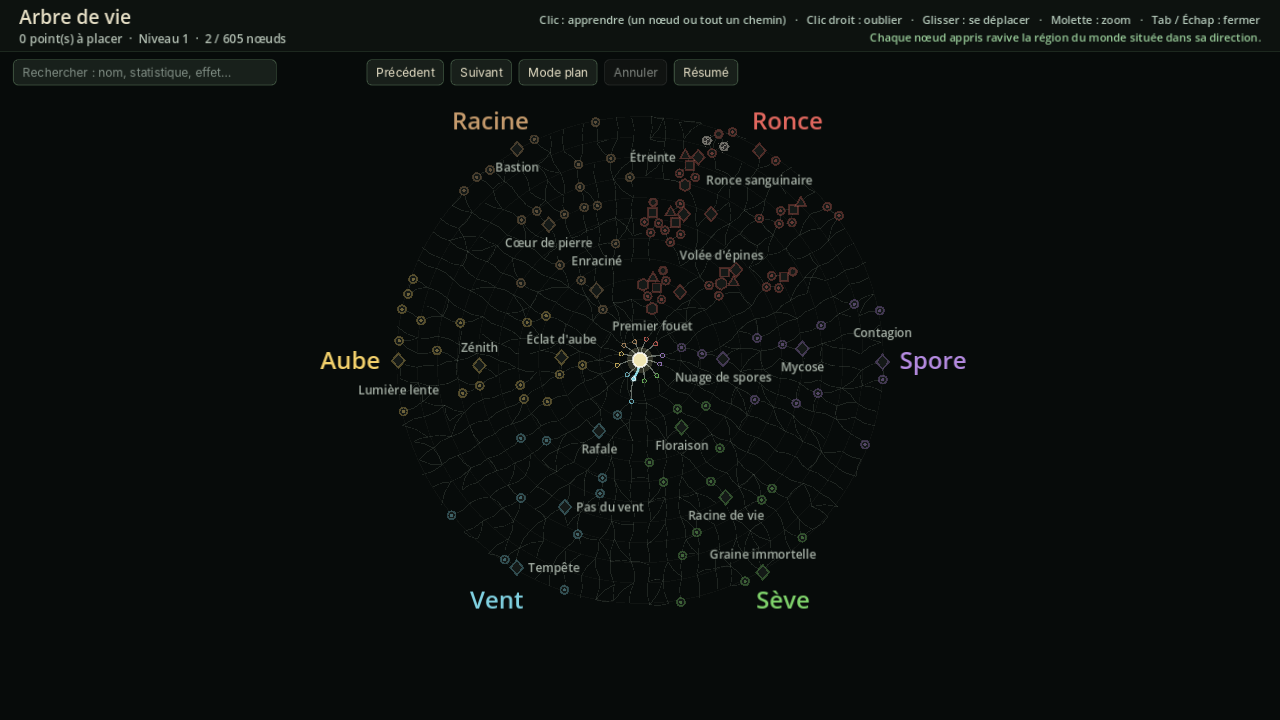 Arbre de vie
0 point(s) à placer · Niveau 1 · 2 / 605 nœuds
Clic : apprendre (un nœud ou tout un chemin) · Clic droit : oublier · Glisser : se déplacer · Molette : zoom · Tab / Échap : fermer
Chaque nœud appris ravive la région du monde située dans sa direction.
Rechercher : nom, statistique, effet...
Précédent
Suivant
Mode plan
Annuler
Résumé
Racine
Ronce
Étreinte
Bastion
Ronce sanguinaire
Cœur de pierre
Volée d'épines
Enraciné
Premier fouet
Contagion
Éclat d'aube
Zénith
Aube
Spore
Mycose
Nuage de spores
Lumière lente
Rafale
Floraison
Pas du vent
Racine de vie
Graine immortelle
Tempête
Vent
Sève